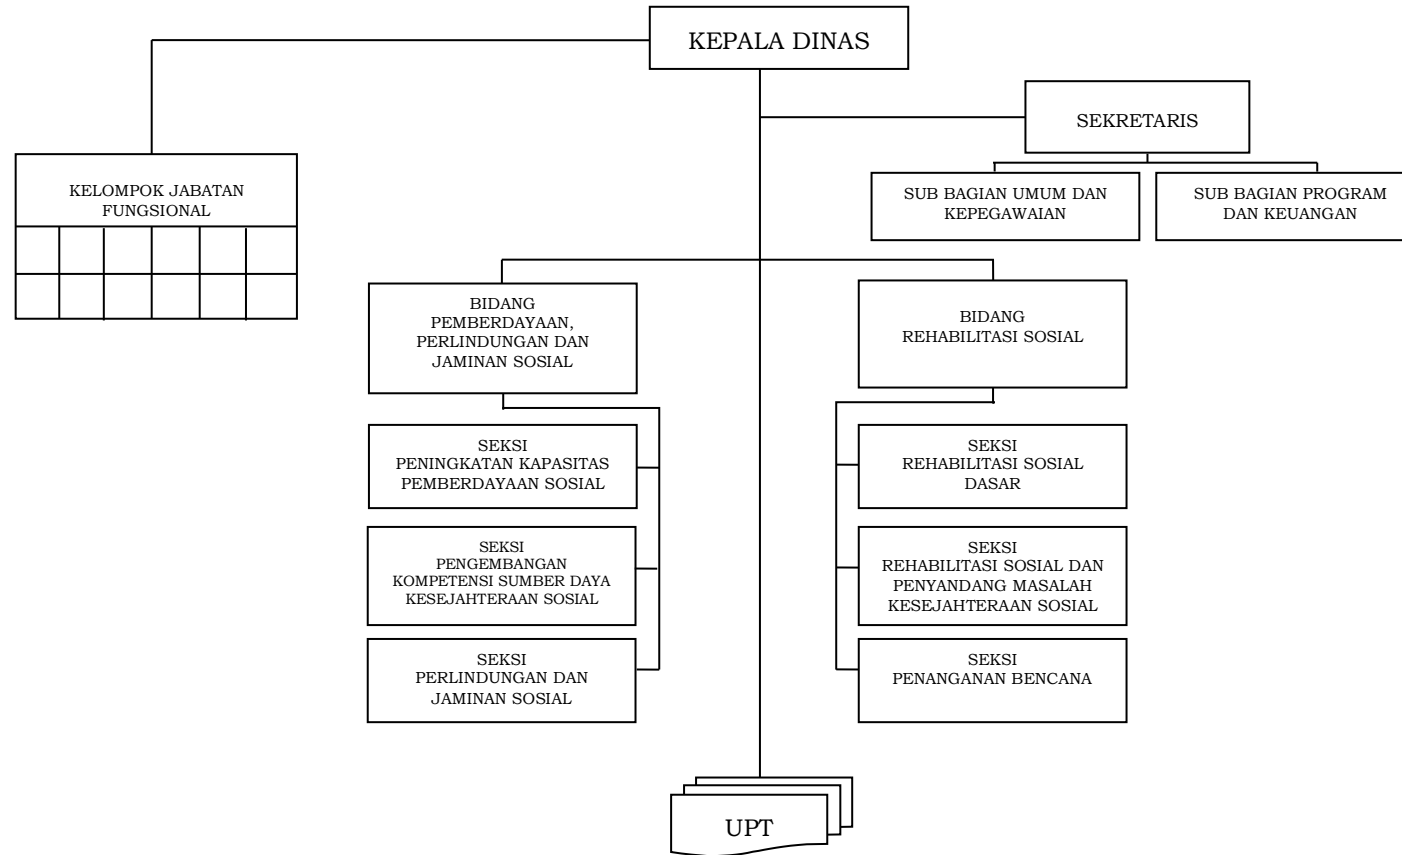 KEPALA DINAS
SEKRETARIS
KELOMPOK JABATAN
FUNGSIONAL
SUB BAGIAN UMUM DAN
KEPEGAWAIAN
SUB BAGIAN PROGRAM
DAN KEUANGAN
BIDANG
PEMBERDAYAAN,
PERLINDUNGAN DAN
JAMINAN SOSIAL
BIDANG
REHABILITASI SOSIAL
SEKSI
PENINGKATAN KAPASITAS
PEMBERDAYAAN SOSIAL
SEKSI
REHABILITASI SOSIAL
DASAR
SEKSI
PENGEMBANGAN
KOMPETENSI SUMBER DAYA
KESEJAHTERAAN SOSIAL
SEKSI
REHABILITASI SOSIAL DAN
PENYANDANG MASALAH
KESEJAHTERAAN SOSIAL
SEKSI
PERLINDUNGAN DAN
JAMINAN SOSIAL
SEKSI
PENANGANAN BENCANA
UPT